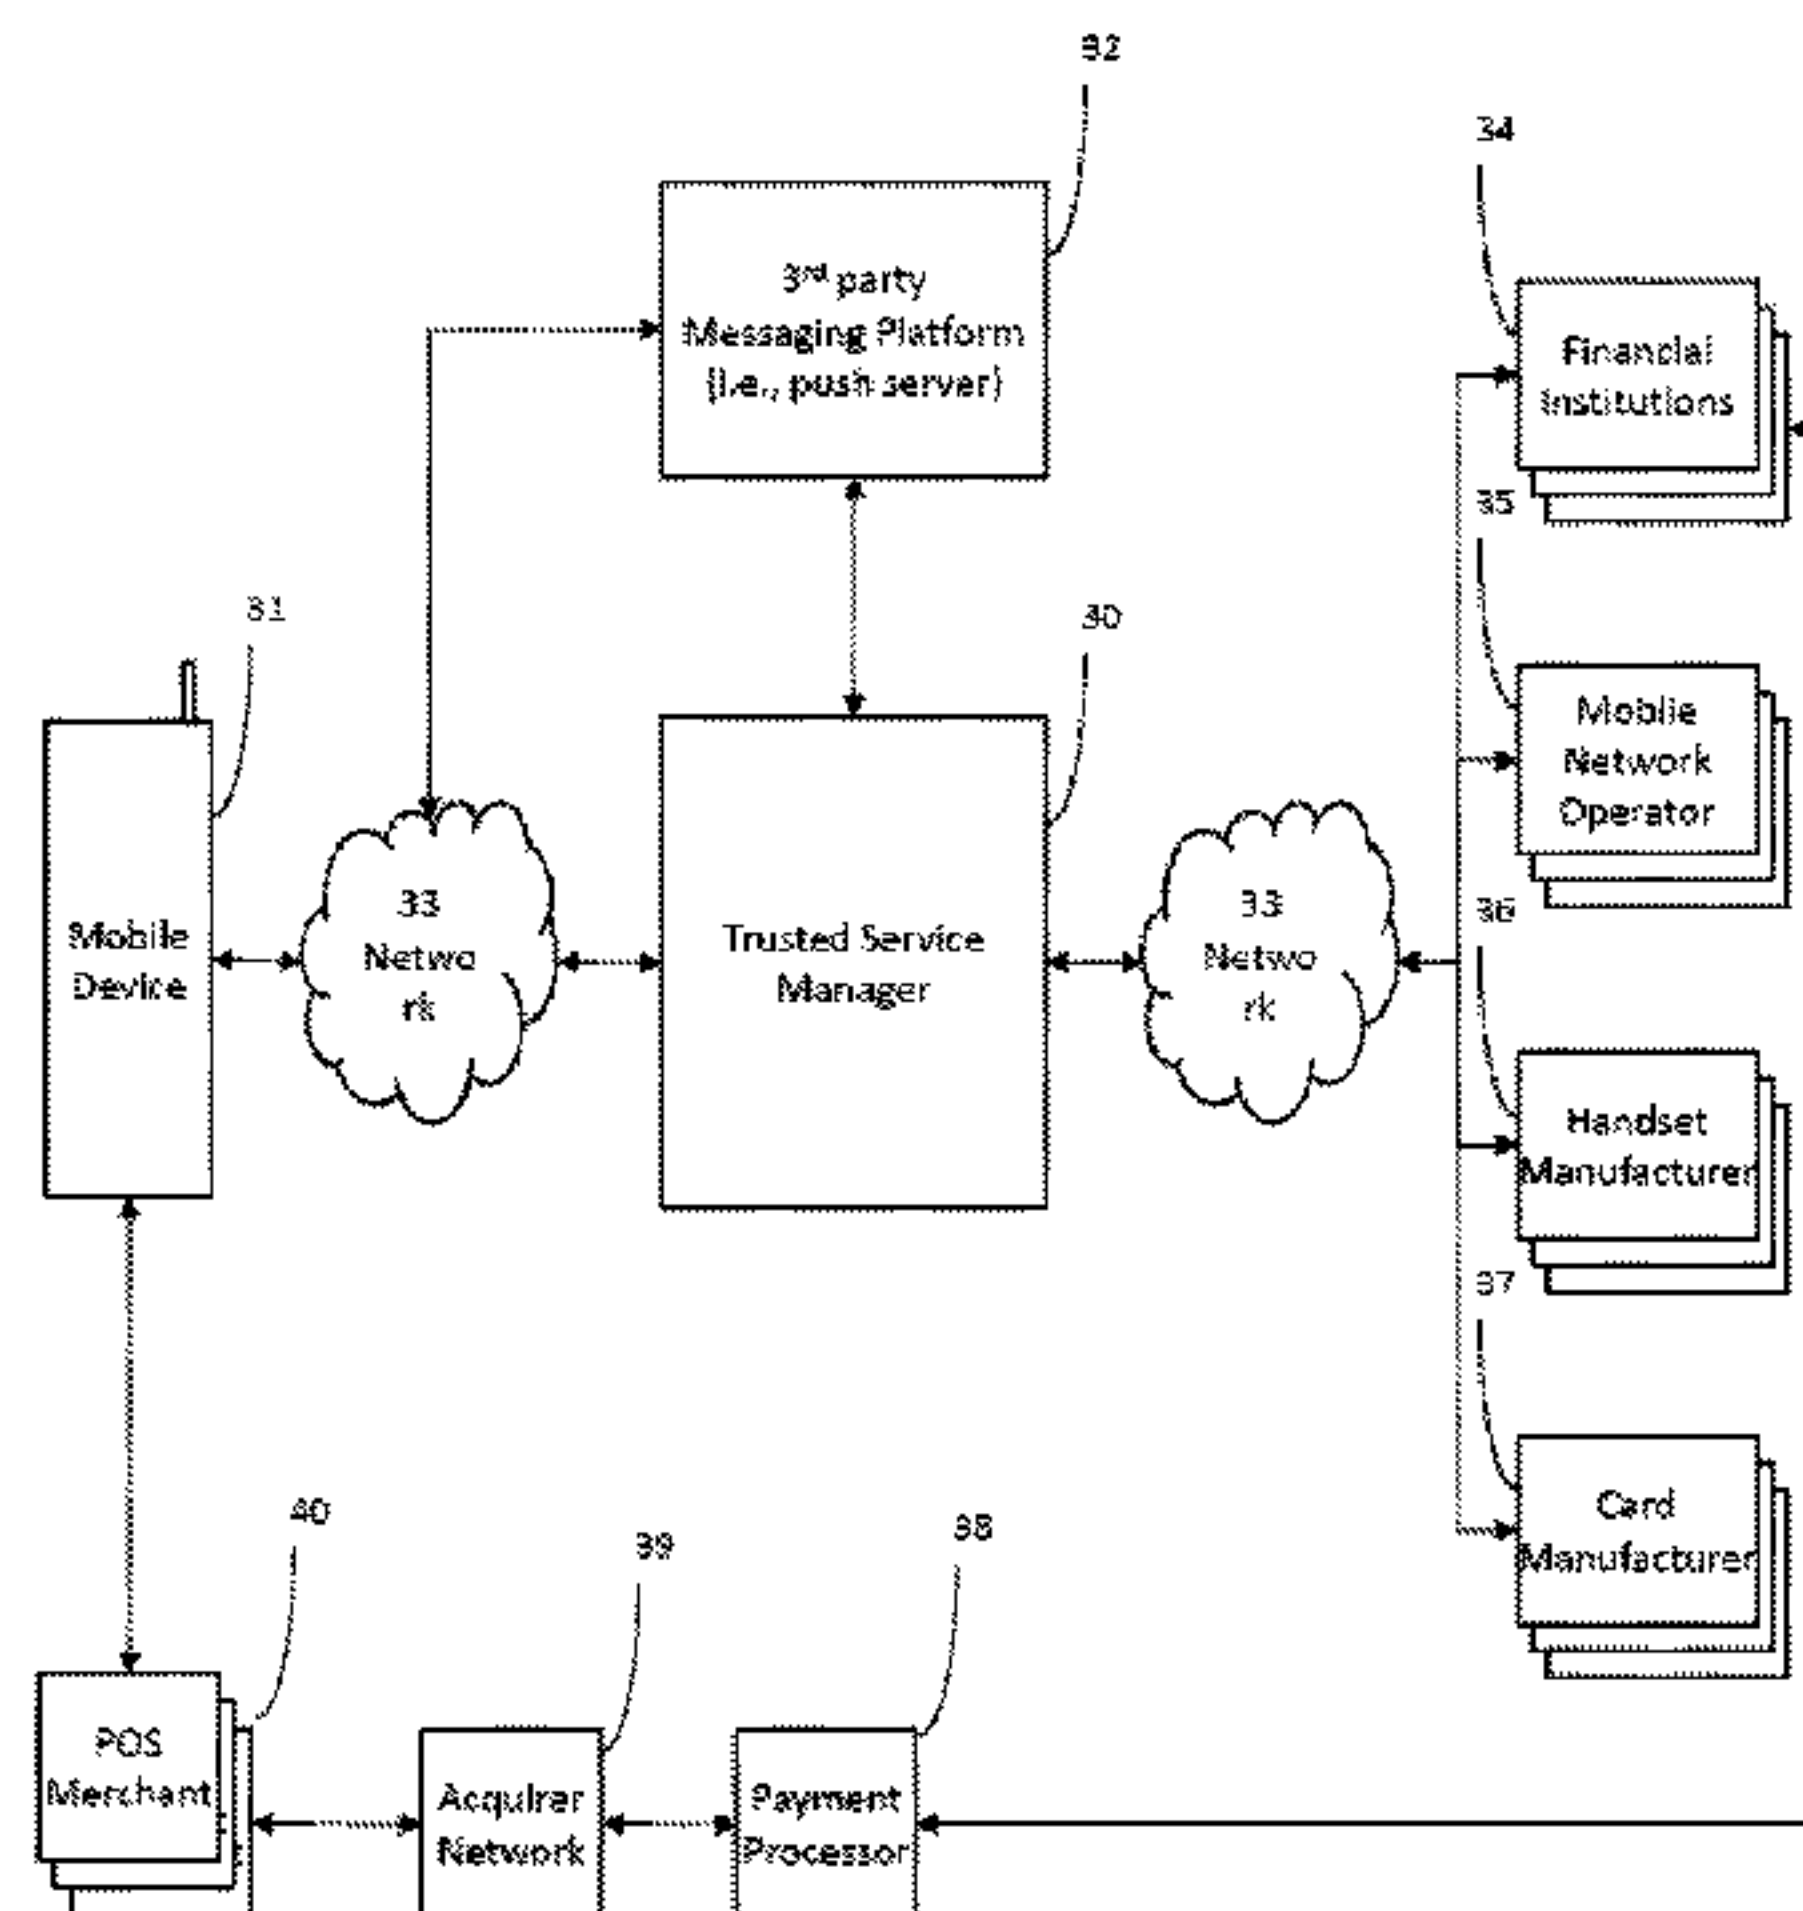 32
34
3rd party
Messaging Platform
(i.e., push server)
Financial
Institutions
35
31
30
Mobile
Network
Operator
33
Netwo
rk
Mobile
Device
Trusted Service
Manager
33
Netwo
rk
36
Handset
Manufacturer
37
Card
Manufacturer
40
39
38
POS
Merchant
Acquirer
Network
Payment
Processor